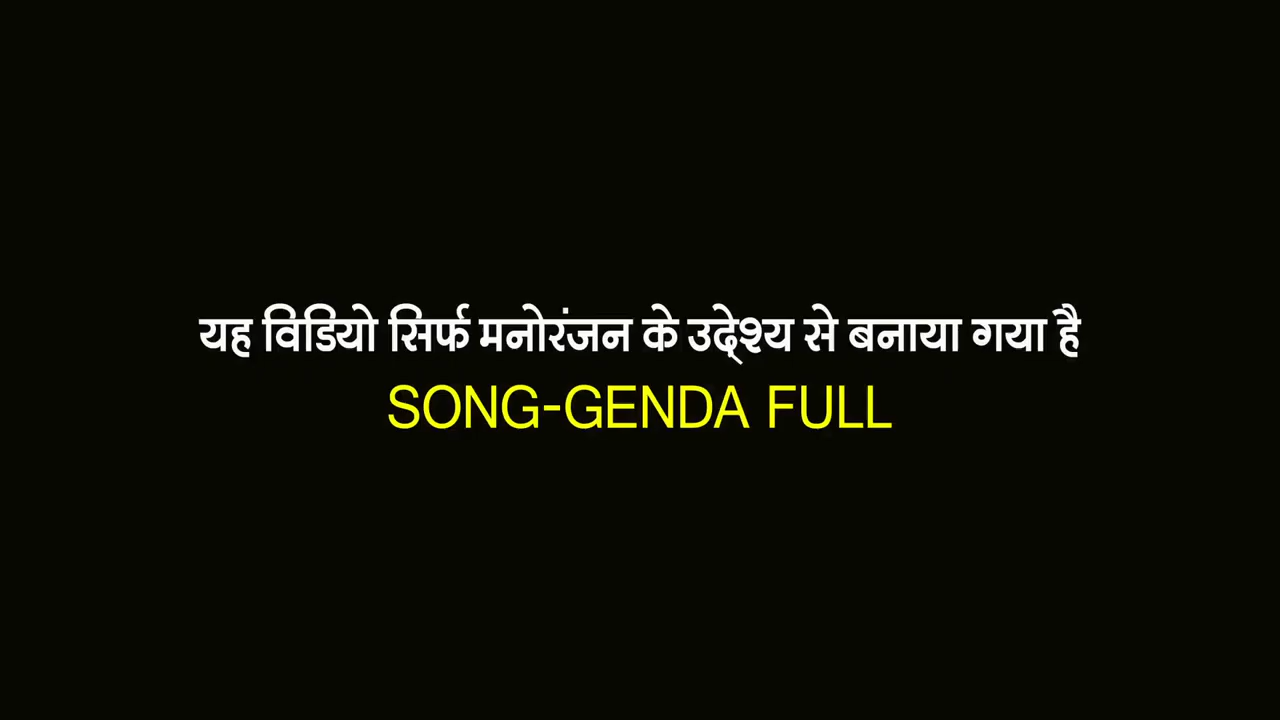 यह विडियो सिर्फ मनोरंजन के उदे्श्य से बनाया गया है
SONG-GENDA FULL